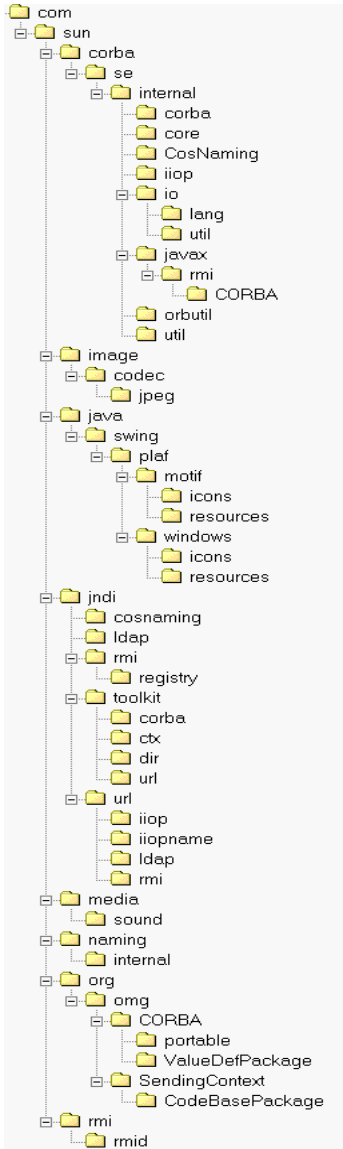 com
sun
corba
se
internal
corba
core
CosNaming
iiop
io
lang
util
javax
rmi
CORBA
orbutil
util
image
codec
jpeg
java
swing
plaf
motif
icons
resources
windows
icons
resources
jndi
cosnaming
ldap
rmi
registry
toolkit
corba
ctx
dir
url
url
iiop
iiopname
ldap
rmi
media
sound
naming
internal
org
omg
CORBA
portable
ValueDefPackage
SendingContext
CodeBasePackage
rmi
rmid